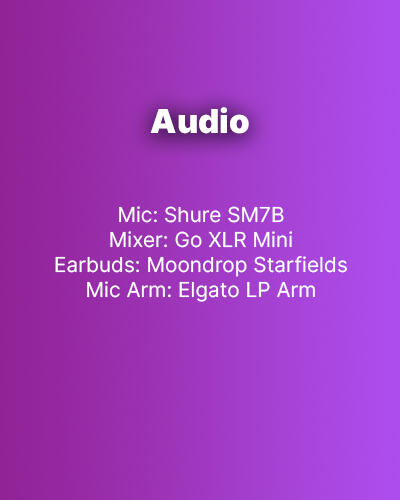 Audio
Mic: Shure SM7B
Mixer: Go XLR Mini
Earbuds: Moondrop Starfields
Mic Arm: Elgato LP Arm